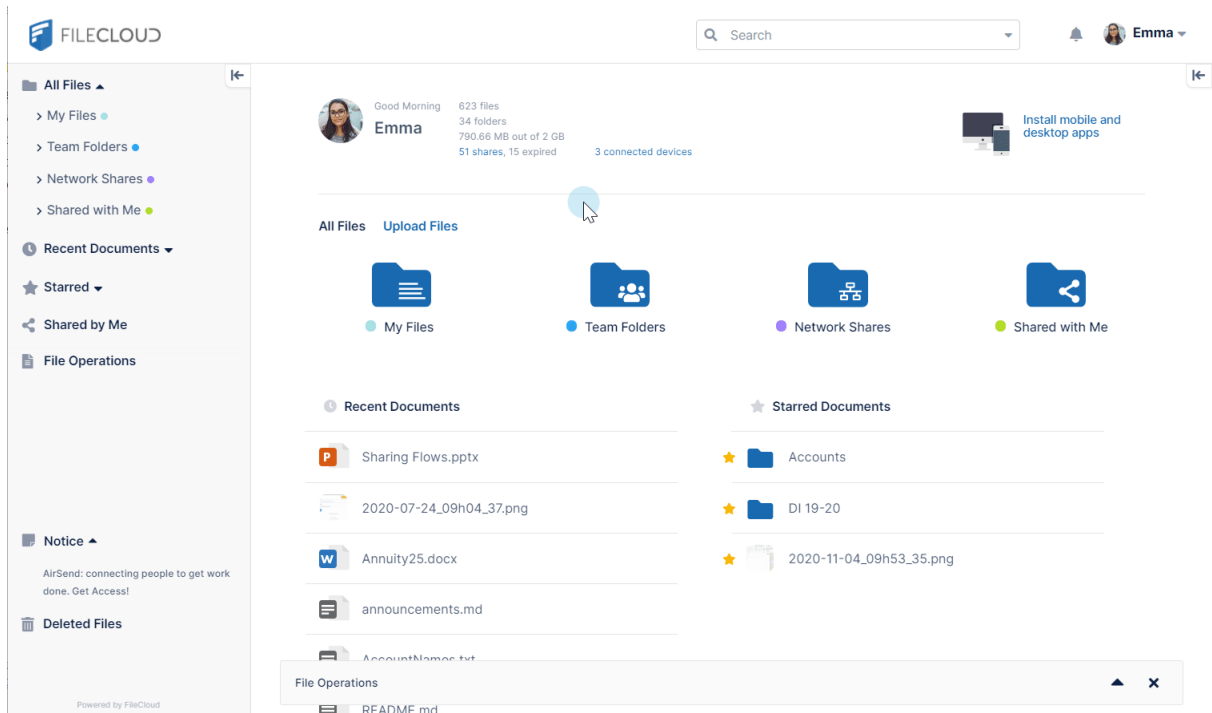 FILECLOUD
Search
Emma
All Files
My Files
Team Folders
Network Shares
Shared with Me
Recent Documents
Starred
Shared by Me
File Operations
Notice
AirSend: connecting people to get work
done. Get Access!
Deleted Files
Powered by FileCloud
Good Morning
Emma
623 files
34 folders
790.66 MB out of 2 GB
51 shares, 15 expired
3 connected devices
Install mobile and
desktop apps
All Files
Upload Files
My Files
Team Folders
Network Shares
Shared with Me
Recent Documents
P
Sharing Flows.pptx
2020-07-24_09h04_37.png
W
Annuity25.docx
announcements.md
AccountNames.txt
README.md
Starred Documents
Accounts
DI 19-20
2020-11-04_09h53_35.png
File Operations